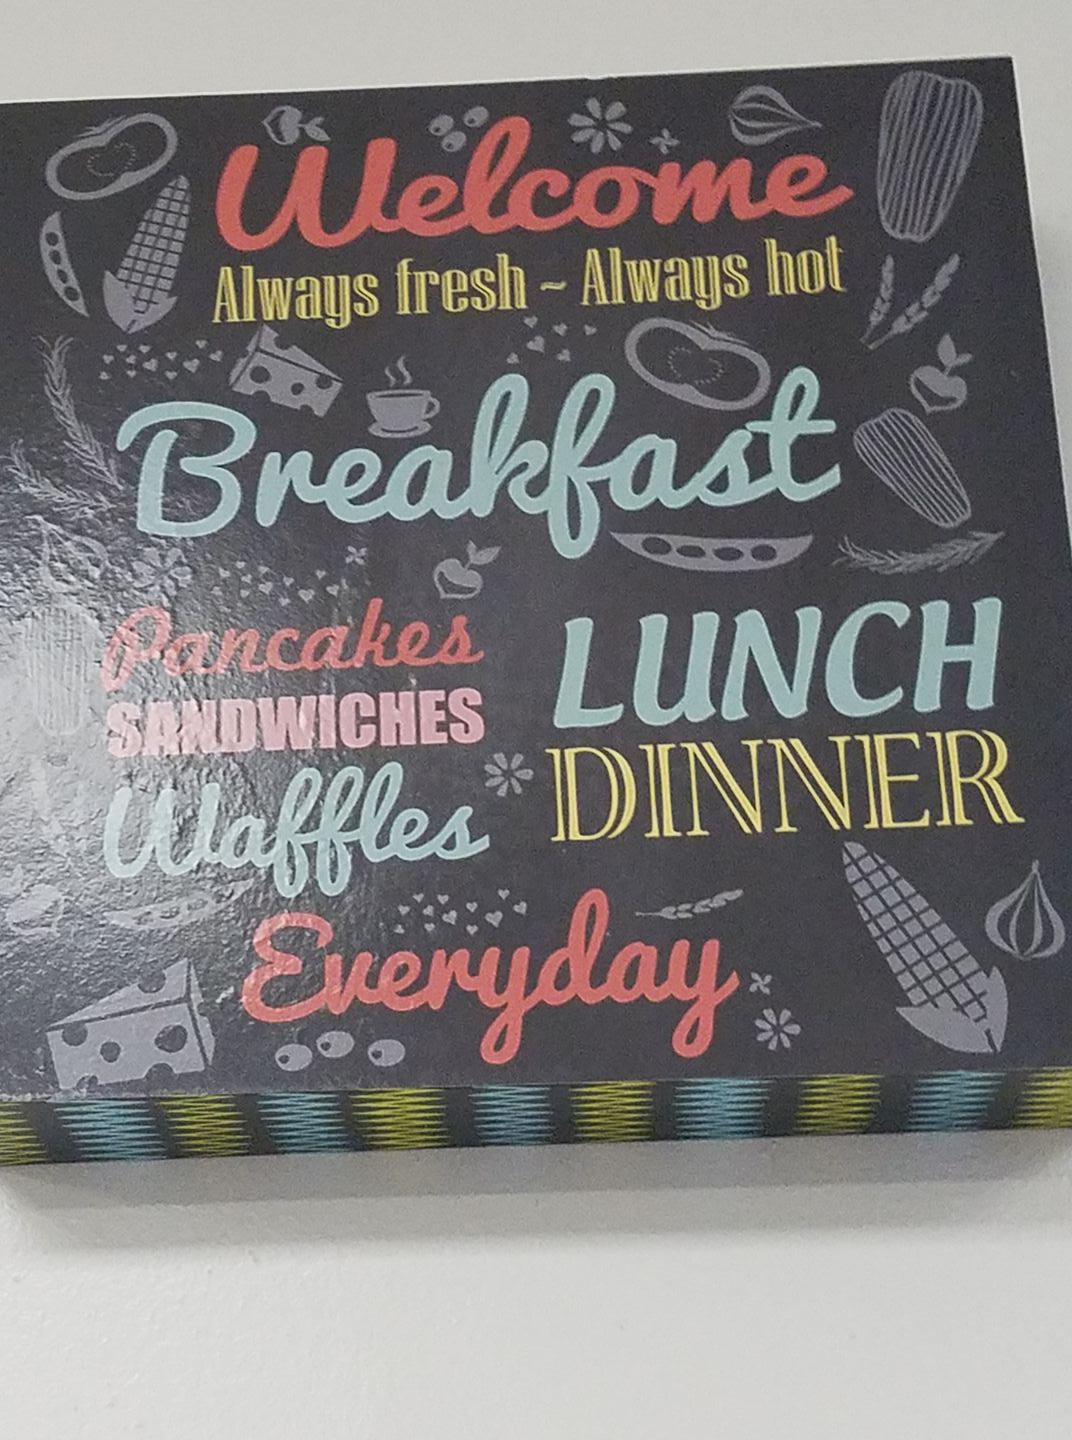 Welcome
Always fresh ~ Always hot
Breakfast
Pancakes
SANDWICHES
Waffles
LUNCH
DINNER
Everyday